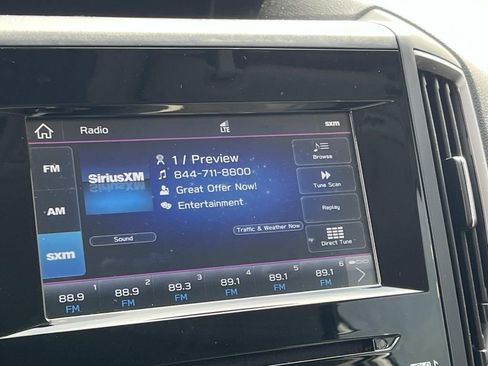 Radio
LTE
sxm
FM
AM
sxm
SiriusXM
1 / Preview
844-711-8800
Great Offer Now!
Entertainment
Sound
Traffic & Weather Now
Browse
Tune Scan
Replay
Direct Tune
1 2 3 4 5 6
88.9 88.9 89.3 89.1 89.1 89.1
FM FM FM FM FM FM